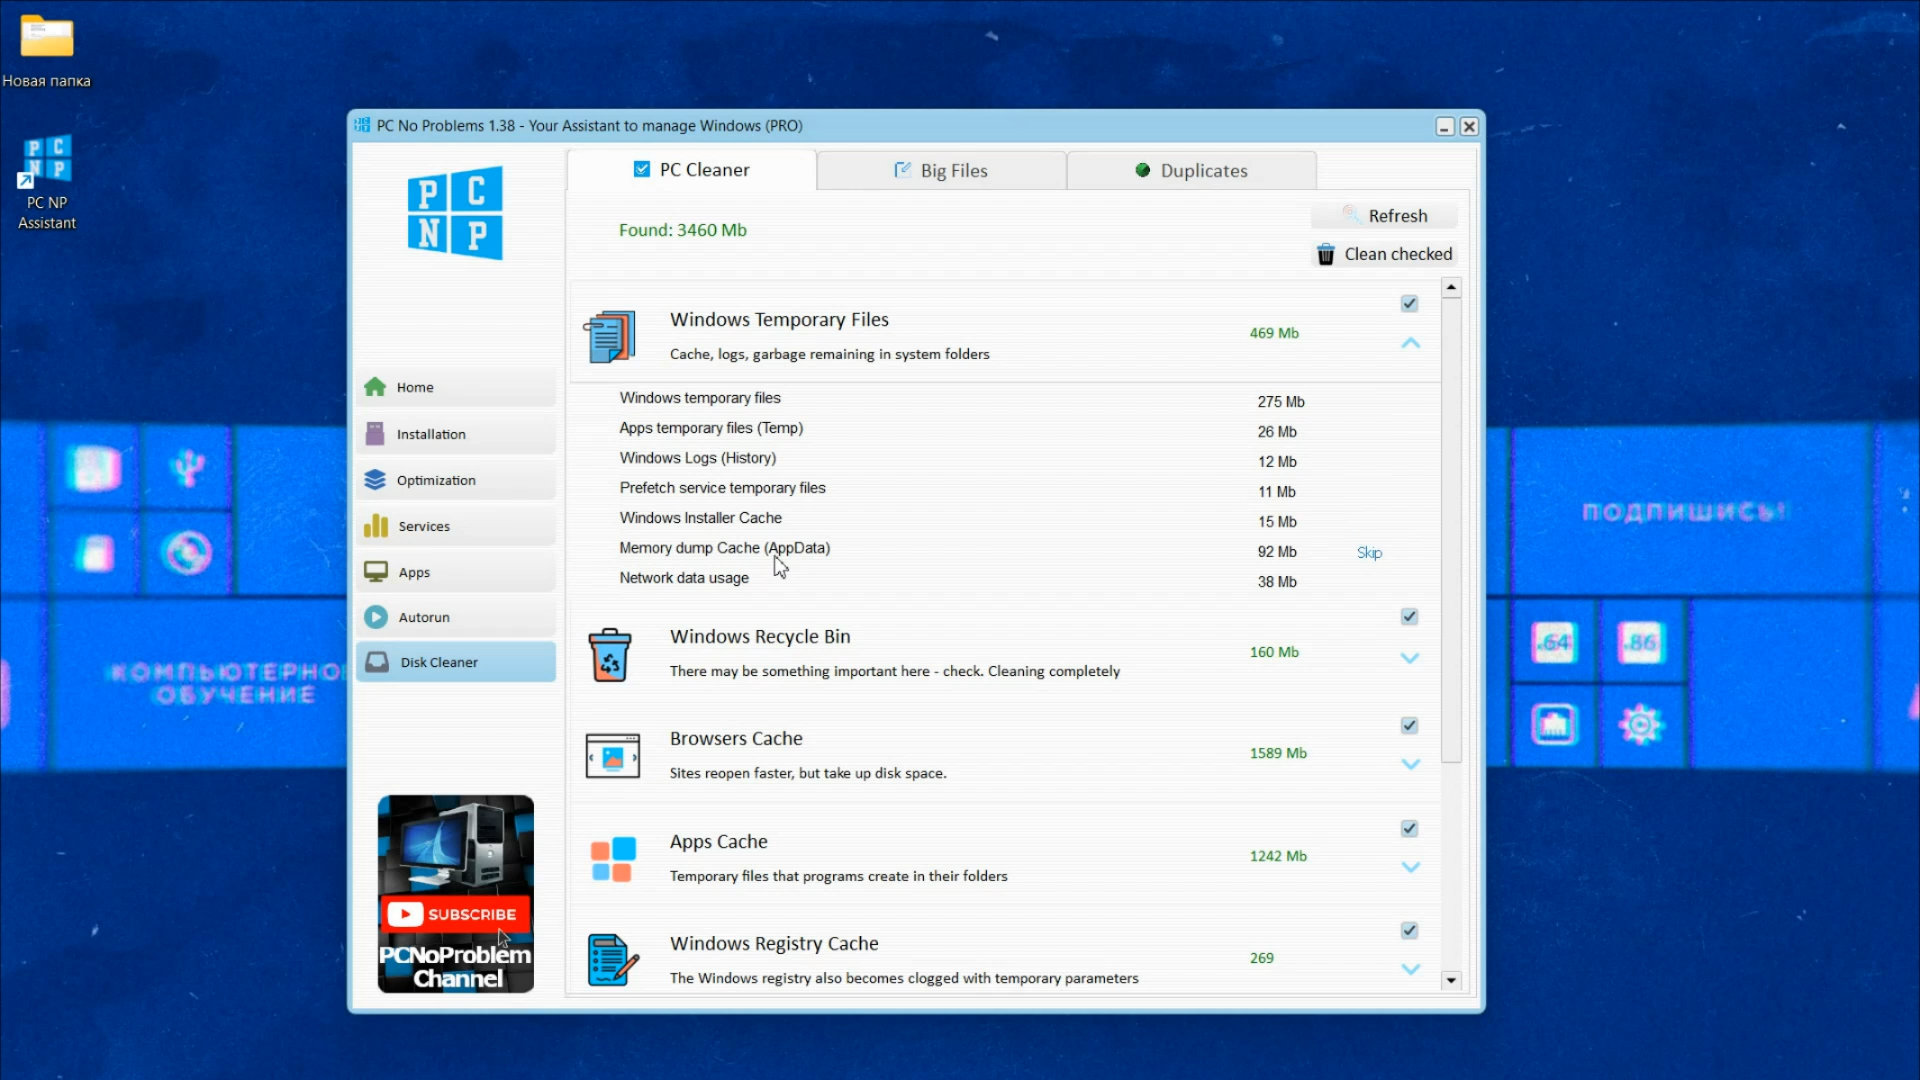 Новая папка
PC NP
Assistant
PC No Problems 1.38 - Your Assistant to manage Windows (PRO)
P C
N P
PC Cleaner
Big Files
Duplicates
Found: 3460 Mb
Refresh
Clean checked
Home
Installation
Optimization
Services
Apps
Autorun
Disk Cleaner
Windows Temporary Files
Cache, logs, garbage remaining in system folders
469 Mb
Windows temporary files 275 Mb
Apps temporary files (Temp) 26 Mb
Windows Logs (History) 12 Mb
Prefetch service temporary files 11 Mb
Windows Installer Cache 15 Mb
Memory dump Cache (AppData) 92 Mb Skip
Network data usage 38 Mb
Windows Recycle Bin
There may be something important here - check. Cleaning completely
160 Mb
Browsers Cache
Sites reopen faster, but take up disk space.
1589 Mb
Apps Cache
Temporary files that programs create in their folders
1242 Mb
Windows Registry Cache
The Windows registry also becomes clogged with temporary parameters
269
SUBSCRIBE
PCNoProblem
Channel
КОМПЬЮТЕРНО
ОБУЧЕНИЕ
ПОДПИШИСЬ!
64
86